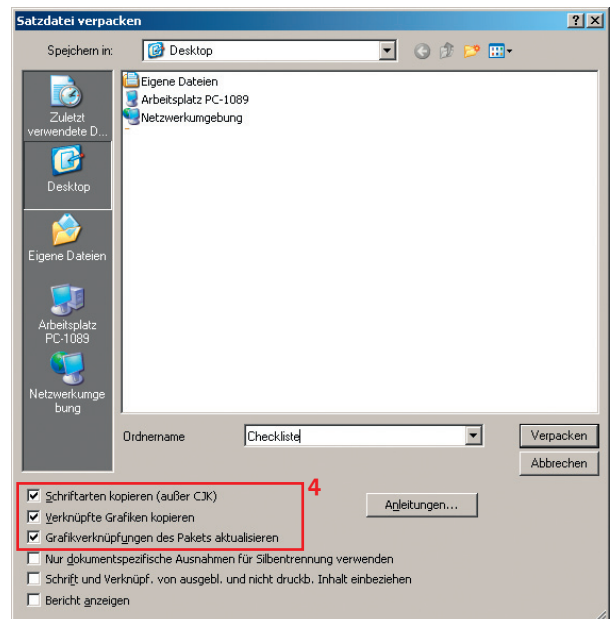 Satzdatei verpacken
Speichern in:
Desktop
Zuletzt
verwendete D...
Desktop
Eigene Dateien
Arbeitsplatz
PC-1089
Netzwerkumge
bung
Eigene Dateien
Arbeitsplatz PC-1089
Netzwerkumgebung
Ordnername
Checkliste
Verpacken
Abbrechen
4
Schriftarten kopieren (außer CJK)
Verknüpfte Grafiken kopieren
Grafikverknüpfungen des Pakets aktualisieren
Anleitungen...
Nur dokumentspezifische Ausnahmen für Silbentrennung verwenden
Schrift und Verknüpf. von ausgebl. und nicht druckb. Inhalt einbeziehen
Bericht anzeigen